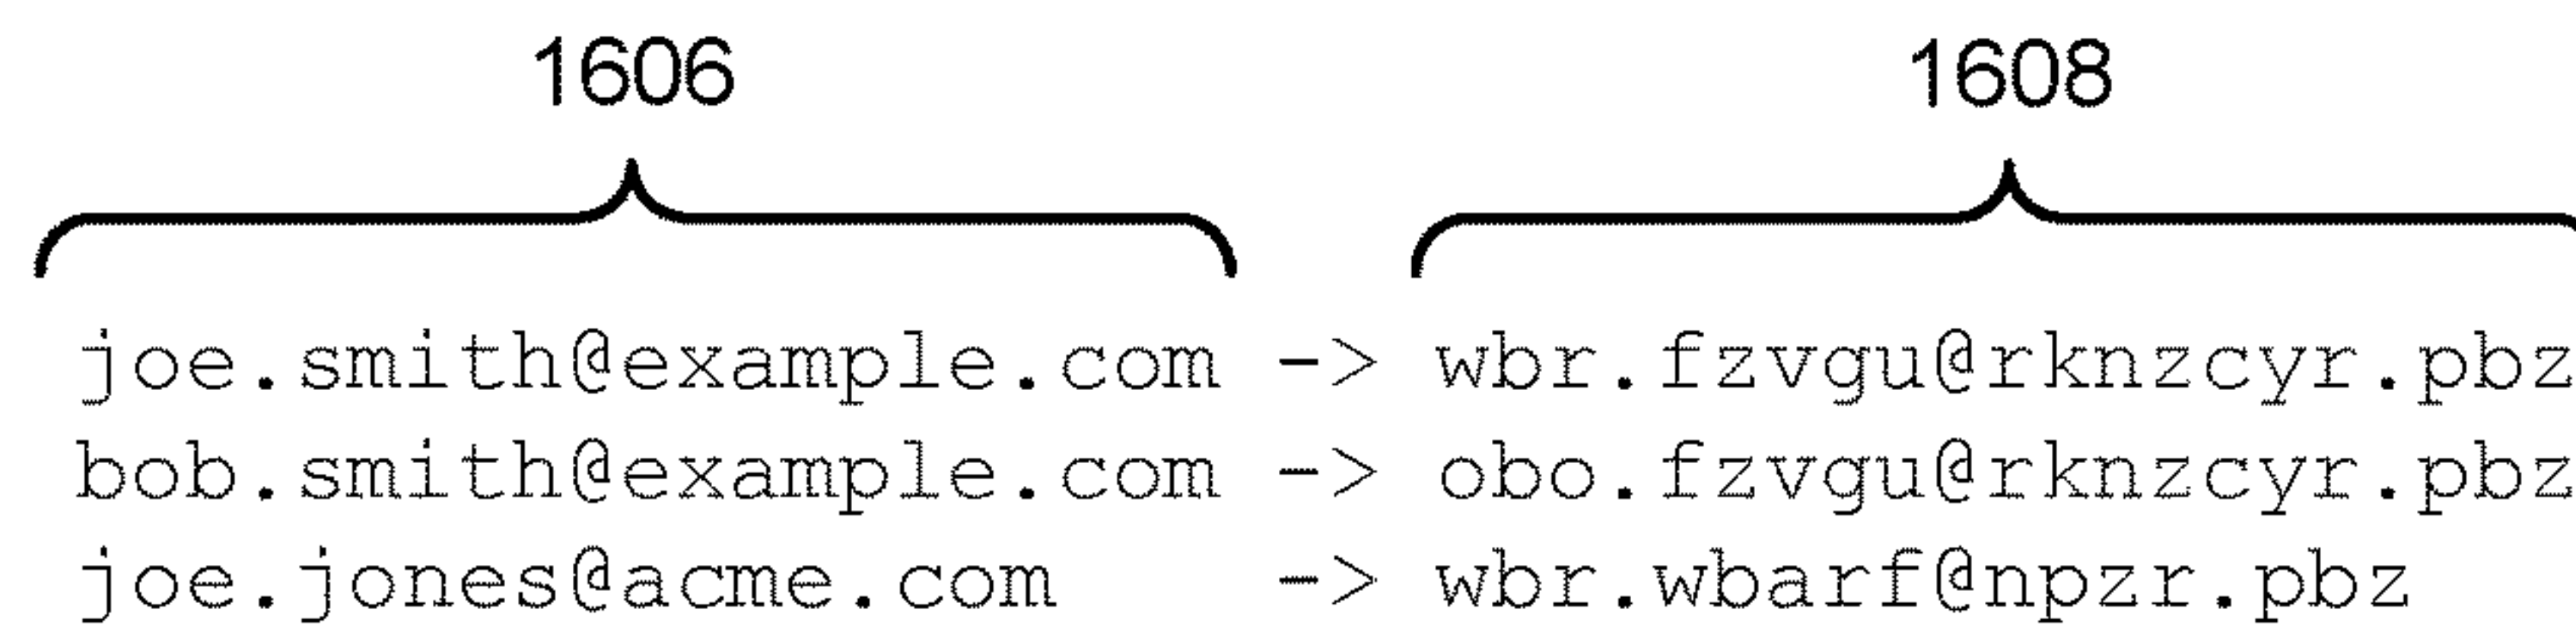 1606 1608
joe.smith@example.com -> wbr.fzvgu@rknzcyr.pbz
bob.smith@example.com -> obo.fzvgu@rknzcyr.pbz
joe.jones@acme.com -> wbr.wbarf@npzr.pbz